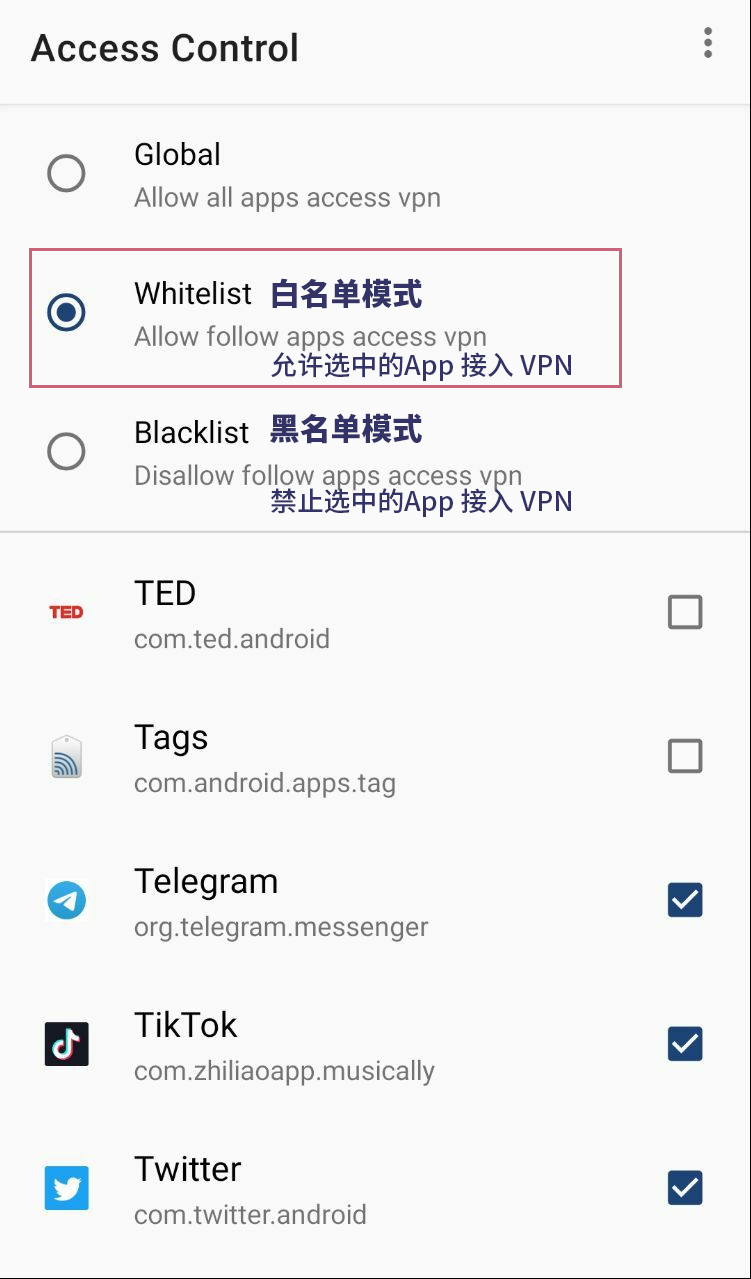 Access Control
Global
Allow all apps access vpn
Whitelist 白名单模式
Allow follow apps access vpn
允许选中的App 接入 VPN
Blacklist 黑名单模式
Disallow follow apps access vpn
禁止选中的App 接入 VPN
TED
TED
com.ted.android
Tags
com.android.apps.tag
Telegram
org.telegram.messenger
TikTok
com.zhiliaoapp.musically
Twitter
com.twitter.android